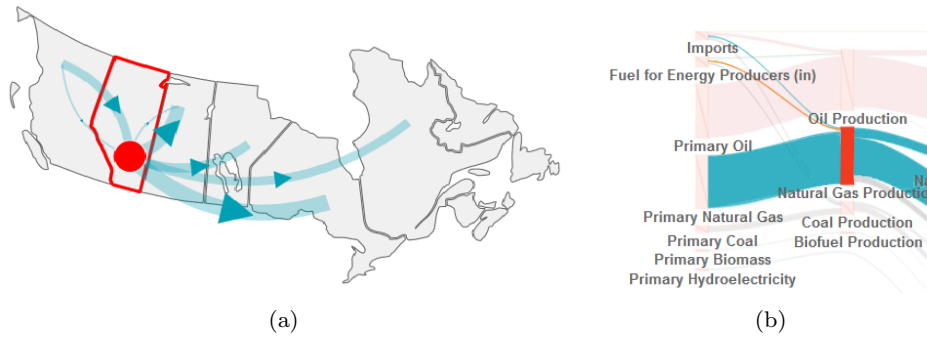 Imports
Fuel for Energy Producers (in)
Oil Production
Primary Oil
Natural Gas Productio
Primary Natural Gas
Coal Production
Primary Coal
Biofuel Production
Primary Biomass
Primary Hydroelectricity
(a)
(b)